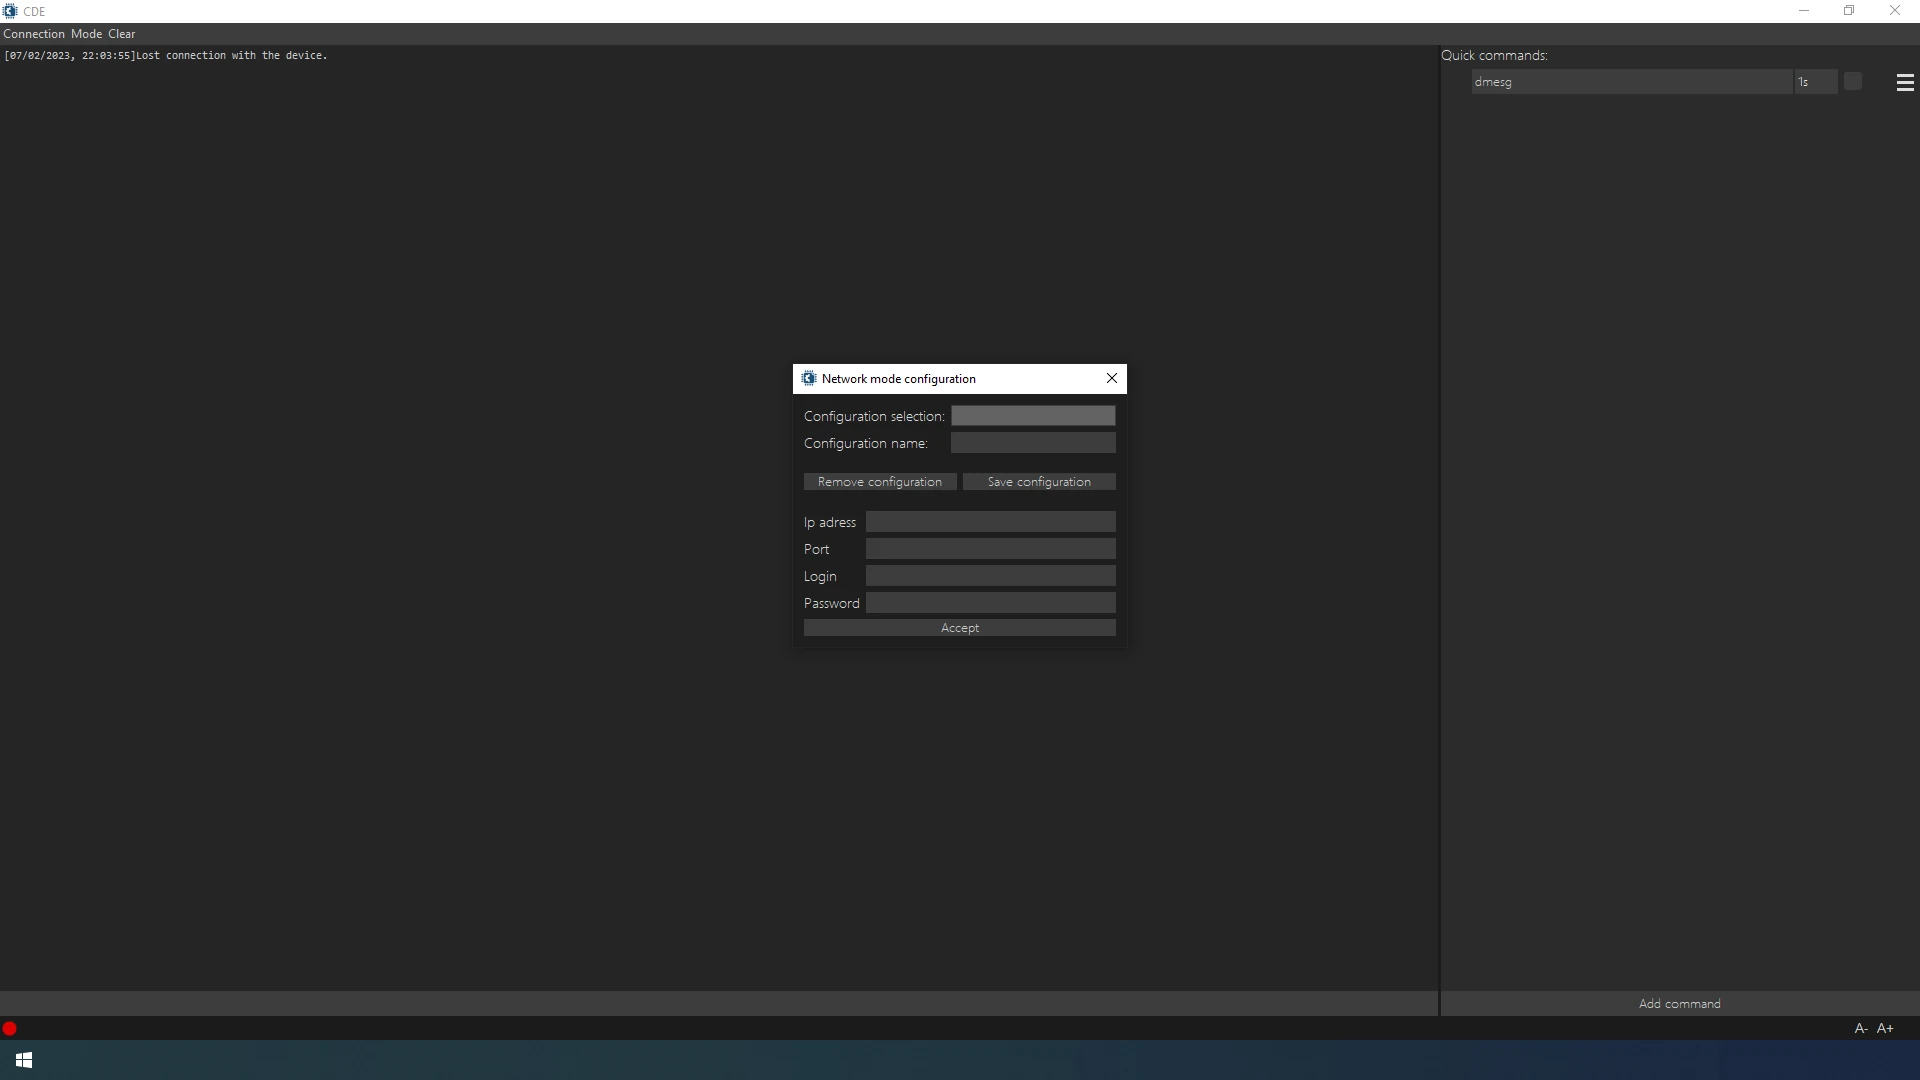 CDE
Connection Mode Clear
[07/02/2023, 22:03:55]Lost connection with the device.
Quick commands:
dmesg 1s
Network mode configuration
Configuration selection:
Configuration name:
Remove configuration Save configuration
Ip adress
Port
Login
Password
Accept
Add command
A- A+